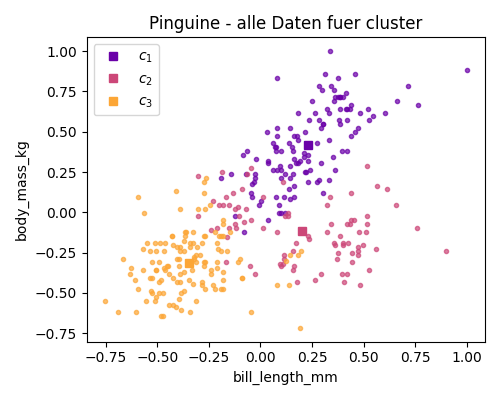 Pinguine - alle Daten fuer cluster
c₁
c₂
c₃
body_mass_kg
1.00
0.75
0.50
0.25
0.00
−0.25
−0.50
−0.75
−0.75 −0.50 −0.25 0.00 0.25 0.50 0.75 1.00
bill_length_mm